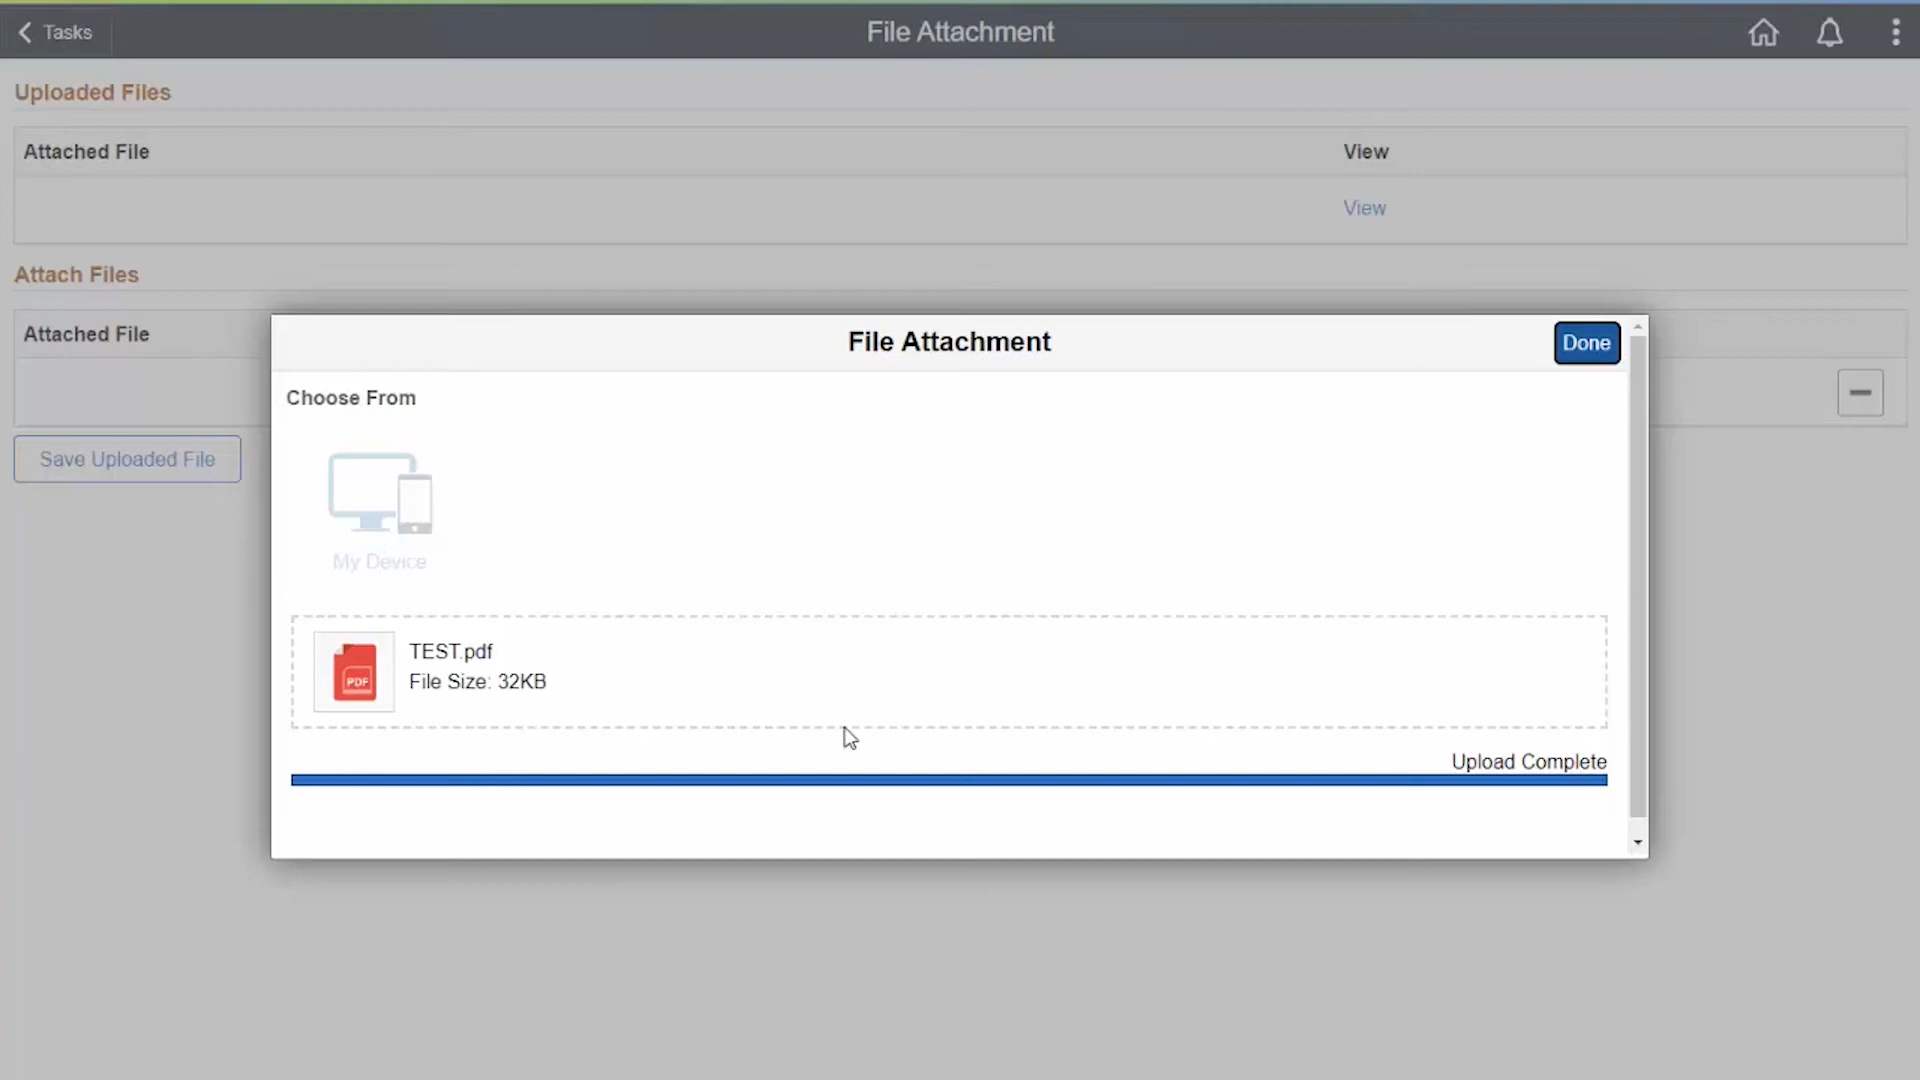 Tasks
File Attachment
Uploaded Files
Attached File
View
View
Attach Files
Attached File
File Attachment
Done
Choose From
Save Uploaded File
My Device
PDF
TEST.pdf
File Size: 32KB
Upload Complete